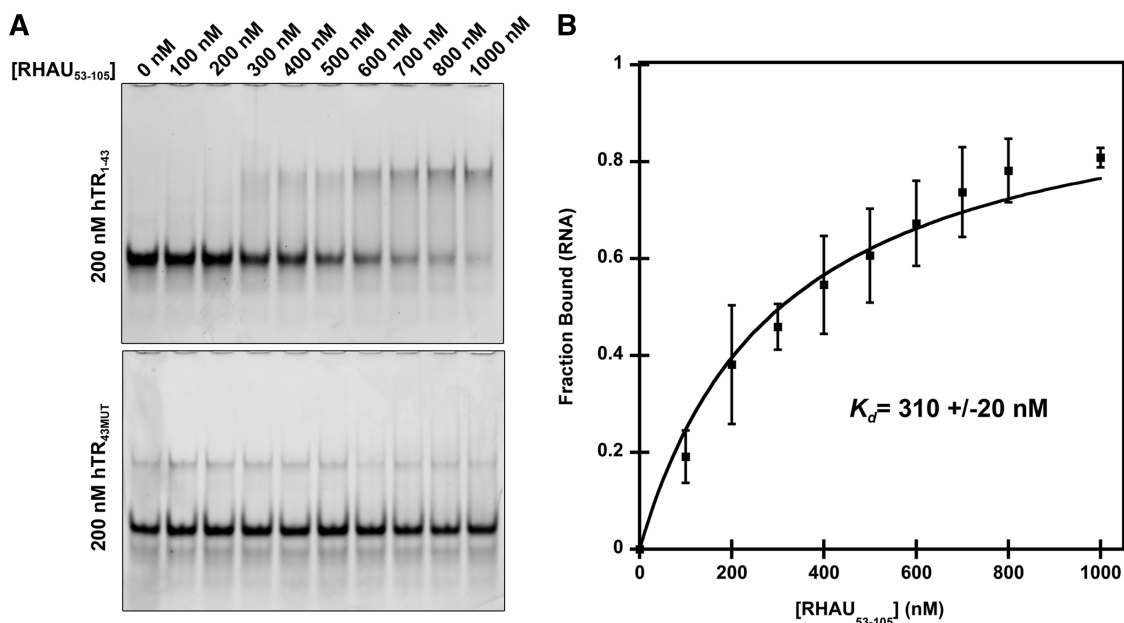 A
[RHAU53-105]
0 nM
100 nM
200 nM
300 nM
400 nM
500 nM
600 nM
700 nM
800 nM
1000 nM
200 nM hTR1-43
200 nM hTR43MUT
B
Fraction Bound (RNA)
1
0.8
0.6
0.4
0.2
0
Kd= 310 +/-20 nM
0 200 400 600 800 1000
[RHAU53-105] (nM)